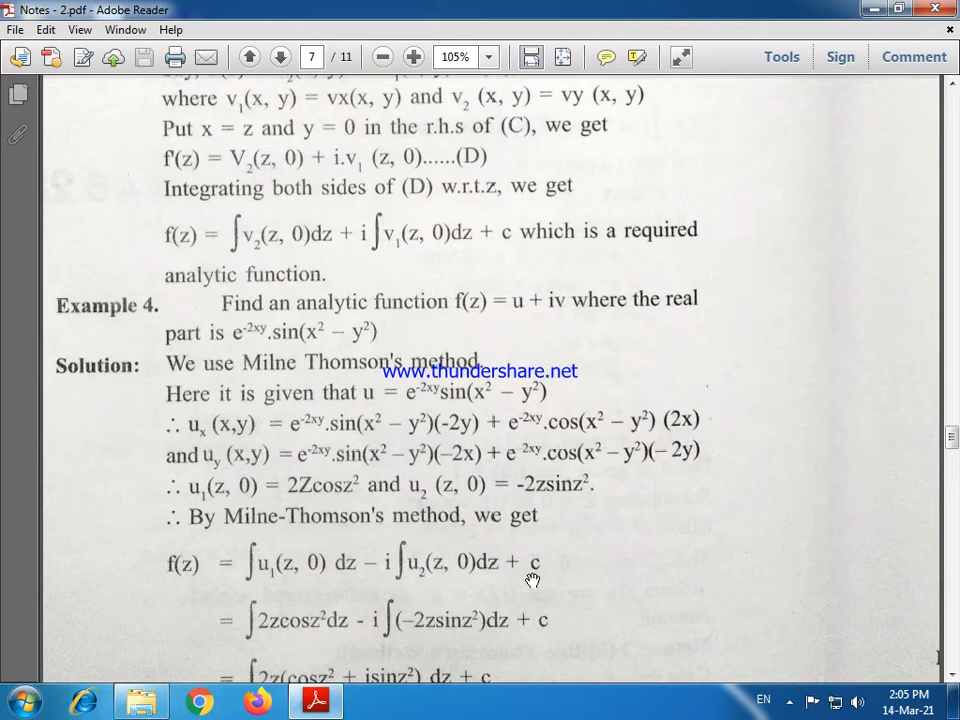 Notes - 2.pdf - Adobe Reader
File Edit View Window Help
7 / 11 105% Tools Sign Comment
where v₁(x, y) = vx(x, y) and v₂ (x, y) = vy (x, y)
Put x = z and y = 0 in the r.h.s of (C), we get
f'(z) = V₂(z, 0) + i.v₁ (z, 0)......(D)
Integrating both sides of (D) w.r.t.z, we get
f(z) = ∫v₂(z, 0)dz + i ∫v₁(z, 0)dz + c which is a required
analytic function.
Example 4. Find an analytic function f(z) = u + iv where the real
part is e⁻²ˣʸ.sin(x² – y²)
Solution: We use Milne Thomson's method.
www.thundershare.net
Here it is given that u = e⁻²ˣʸsin(x² – y²)
∴ uₓ (x,y) = e⁻²ˣʸ.sin(x² – y²)(-2y) + e⁻²ˣʸ.cos(x² – y²) (2x)
and uᵧ (x,y) = e⁻²ˣʸ.sin(x² – y²)(–2x) + e ⁻²ˣʸ.cos(x² – y²)(– 2y)
∴ u₁(z, 0) = 2Zcosz² and u₂ (z, 0) = -2zsinz².
∴ By Milne-Thomson's method, we get
f(z) = ∫u₁(z, 0) dz – i ∫u₂(z, 0)dz + c
= ∫2zcosz²dz - i ∫(–2zsinz²)dz + c
= ∫2z(cosz² + isinz²) dz + c
EN 2:05 PM
14-Mar-21